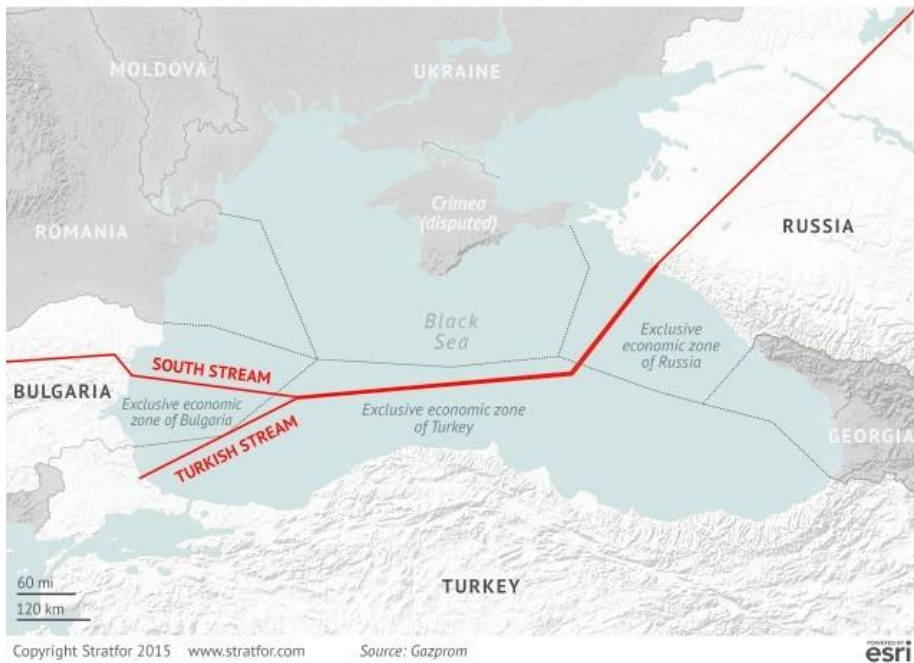 MOLDOVA
UKRAINE
Crimea
(disputed)
ROMANIA
RUSSIA
Black
Sea
Exclusive
economic zone
of Russia
SOUTH STREAM
BULGARIA
Exclusive economic
zone of Bulgaria
Exclusive economic zone
of Turkey
TURKISH STREAM
GEORGIA
60 mi
120 km
TURKEY
Copyright Stratfor 2015 www.stratfor.com Source: Gazprom
POWERED BY
esri